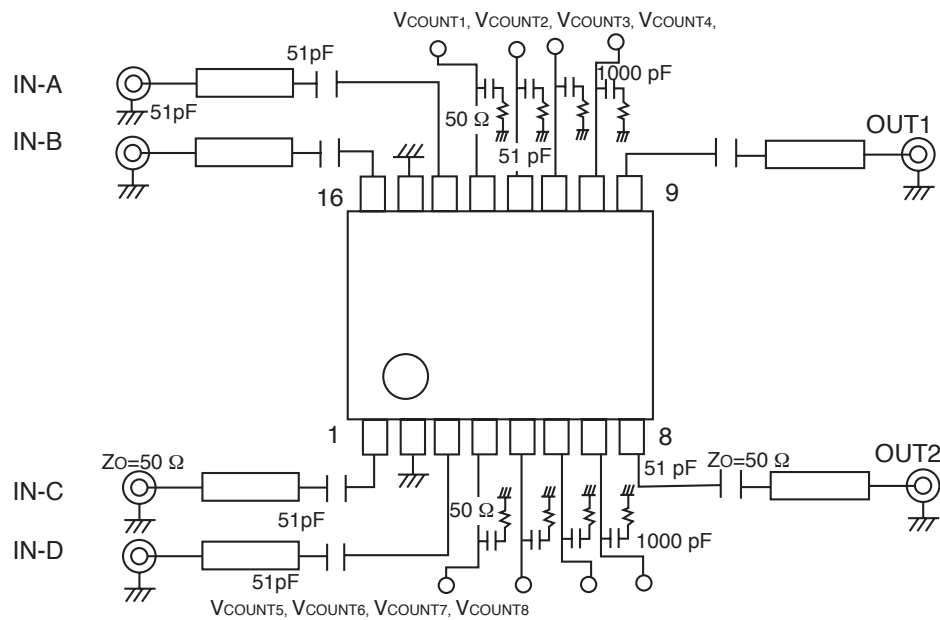 VCOUNT1, VCOUNT2, VCOUNT3, VCOUNT4,
51pF
IN-A
1000 pF
51pF
50 Ω
OUT1
IN-B
51 pF
16
9
1
8
ZO=50 Ω
51 pF
ZO=50 Ω
OUT2
IN-C
51pF
50 Ω
IN-D
1000 pF
51pF
VCOUNT5, VCOUNT6, VCOUNT7, VCOUNT8